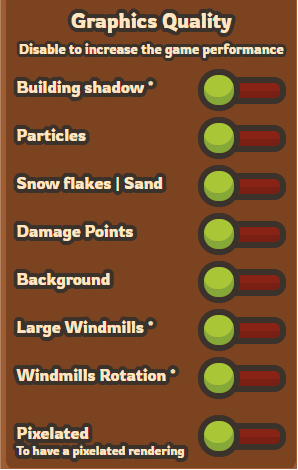 Graphics Quality
Disable to increase the game performance
Building shadow *
Particles
Snow flakes | Sand
Damage Points
Background
Large Windmills *
Windmills Rotation *
Pixelated
To have a pixelated rendering